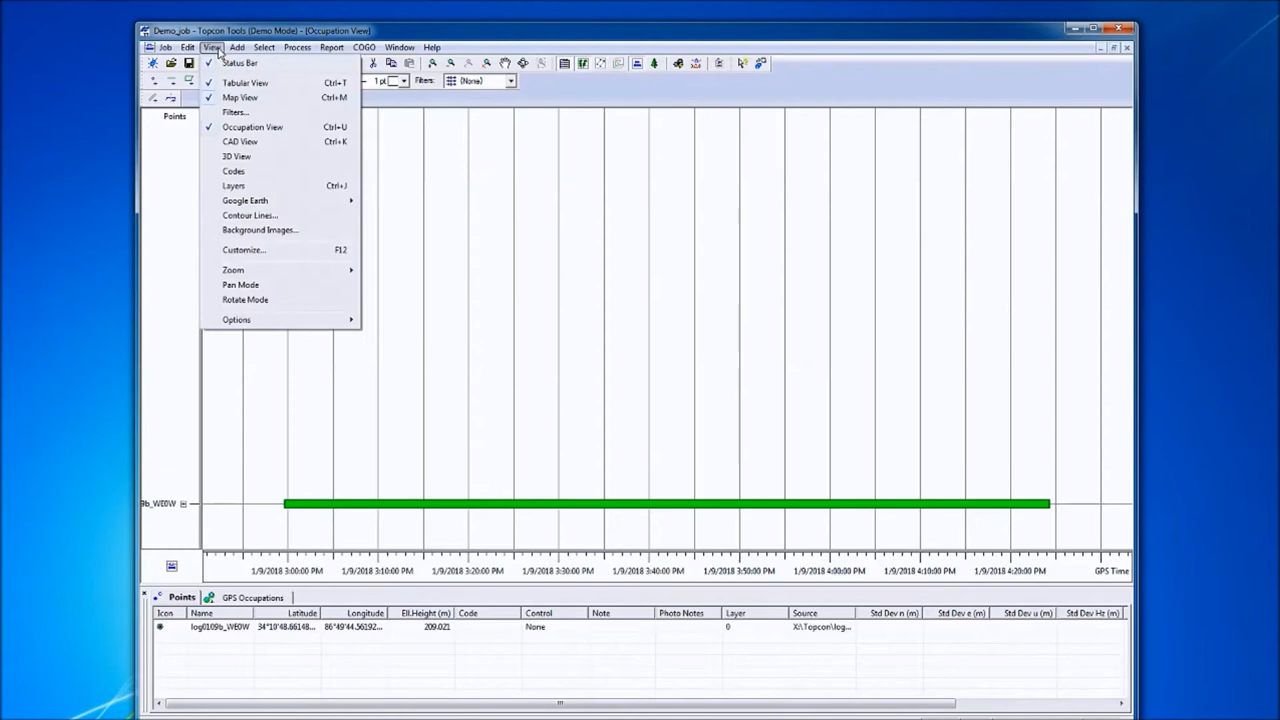 Demo_job - Topcon Tools (Demo Mode) - [Occupation View]
Job Edit View Add Select Process Report COGO Window Help
Status Bar
1 pt Filters: (None)
Tabular View Ctrl+T
Map View Ctrl+M
Filters...
Points
Occupation View Ctrl+U
CAD View Ctrl+K
3D View
Codes
Layers Ctrl+J
Google Earth
Contour Lines...
Background Images...
Customize... F12
Zoom
Pan Mode
Rotate Mode
Options
9b_WE0W
1/9/2018 3:00:00 PM 1/9/2018 3:10:00 PM 1/9/2018 3:20:00 PM 1/9/2018 3:30:00 PM 1/9/2018 3:40:00 PM 1/9/2018 3:50:00 PM 1/9/2018 4:00:00 PM 1/9/2018 4:10:00 PM 1/9/2018 4:20:00 PM GPS Time
Points GPS Occupations
Icon Name Latitude Longitude Ell.Height (m) Code Control Note Photo Notes Layer Source Std Dev n (m) Std Dev e (m) Std Dev u (m) Std Dev Hz (m)
log0109b_WE0W 34°10'48.66148... 86°49'44.56192... 209.021 None 0 X:\Topcon\log...